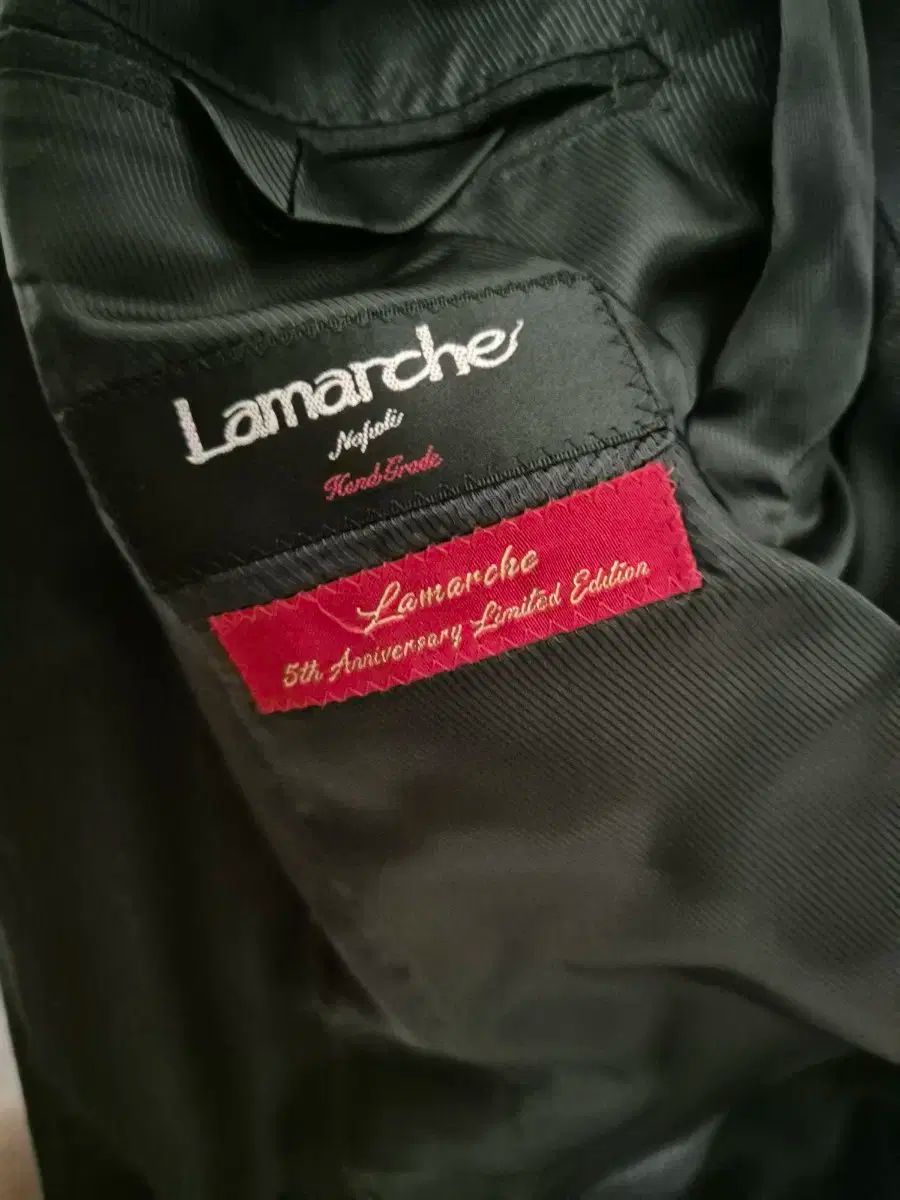 Lamarche
Napoli
Hand Grade
Lamarche
5th Anniversary Limited Edition